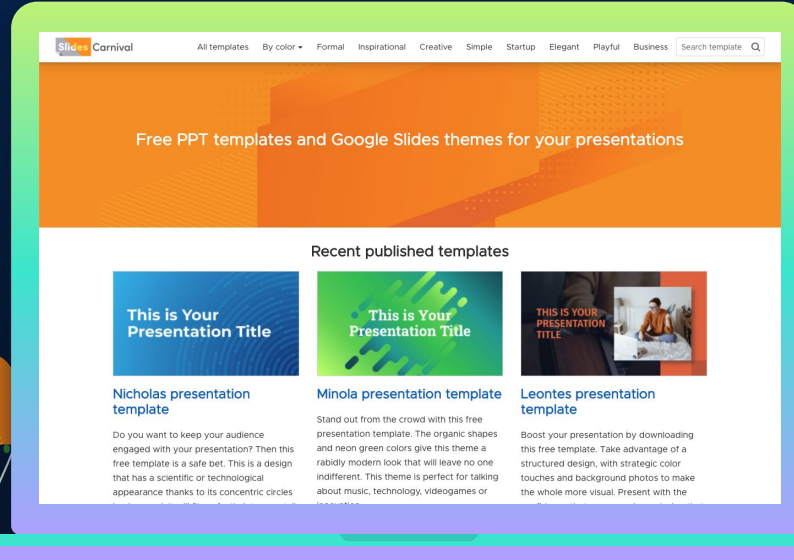 Slides Carnival
All templates By color Formal Inspirational Creative Simple Startup Elegant Playful Business Search template
Free PPT templates and Google Slides themes for your presentations
Recent published templates
This is Your
Presentation Title
Nicholas presentation
template
Do you want to keep your audience
engaged with your presentation? Then this
free template is a safe bet. This is a design
that has a scientific or technological
appearance thanks to its concentric circles
This is Your
Presentation Title
Minola presentation template
Stand out from the crowd with this free
presentation template. The organic shapes
and neon green colors give this theme a
rabidly modern look that will leave no one
indifferent. This theme is perfect for talking
about music, technology, videogames or
THIS IS YOUR
PRESENTATION
TITLE
Leontes presentation
template
Boost your presentation by downloading
this free template. Take advantage of a
structured design, with strategic color
touches and background photos to make
the whole more visual. Present with the